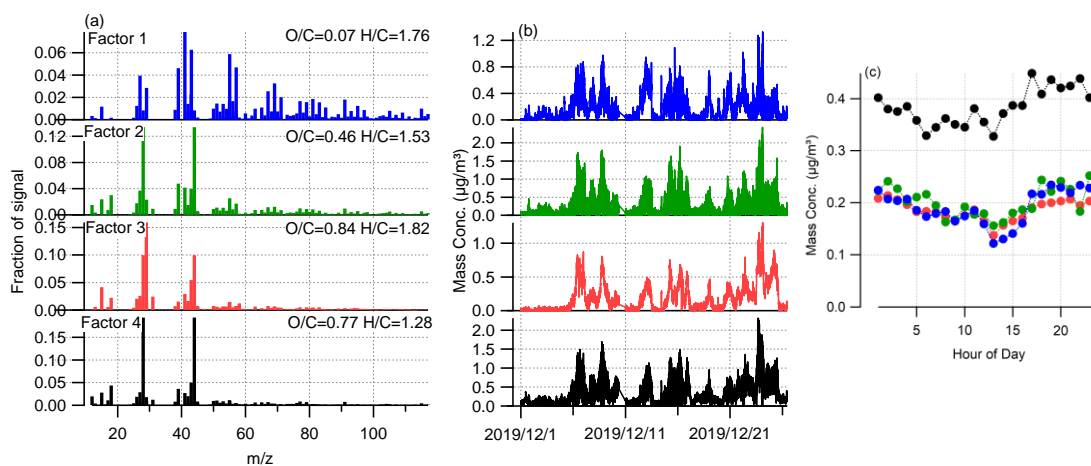 (a)
Factor 1
O/C=0.07 H/C=1.76
0.06
0.04
0.02
0.00
Factor 2
O/C=0.46 H/C=1.53
0.12
0.08
0.04
0.00
Factor 3
O/C=0.84 H/C=1.82
0.15
0.10
0.05
0.00
Factor 4
O/C=0.77 H/C=1.28
0.15
0.10
0.05
0.00
Fraction of signal
20 40 60 80 100
m/z
(b)
1.2
0.8
0.4
0.0
2.0
1.5
1.0
0.5
0.0
1.5
1.0
0.5
0.0
2.0
1.5
1.0
0.5
0.0
Mass Conc. (µg/m³)
2019/12/1 2019/12/11 2019/12/21
(c)
0.4
0.3
0.2
0.1
0.0
Mass Conc. (µg/m³)
5 10 15 20
Hour of Day